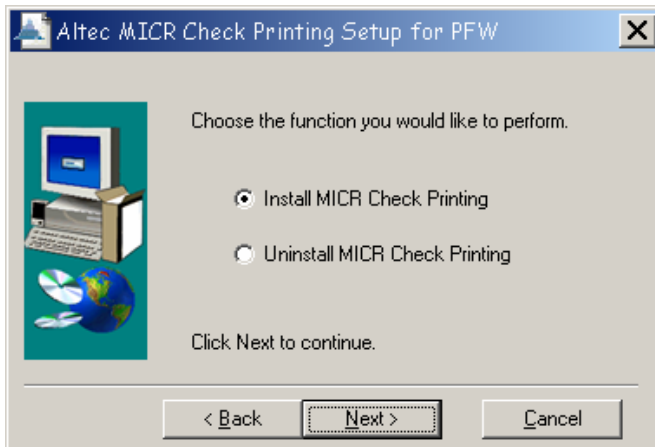 Altec MICR Check Printing Setup for PFW
Choose the function you would like to perform.
Install MICR Check Printing
Uninstall MICR Check Printing
Click Next to continue.
< Back Next > Cancel